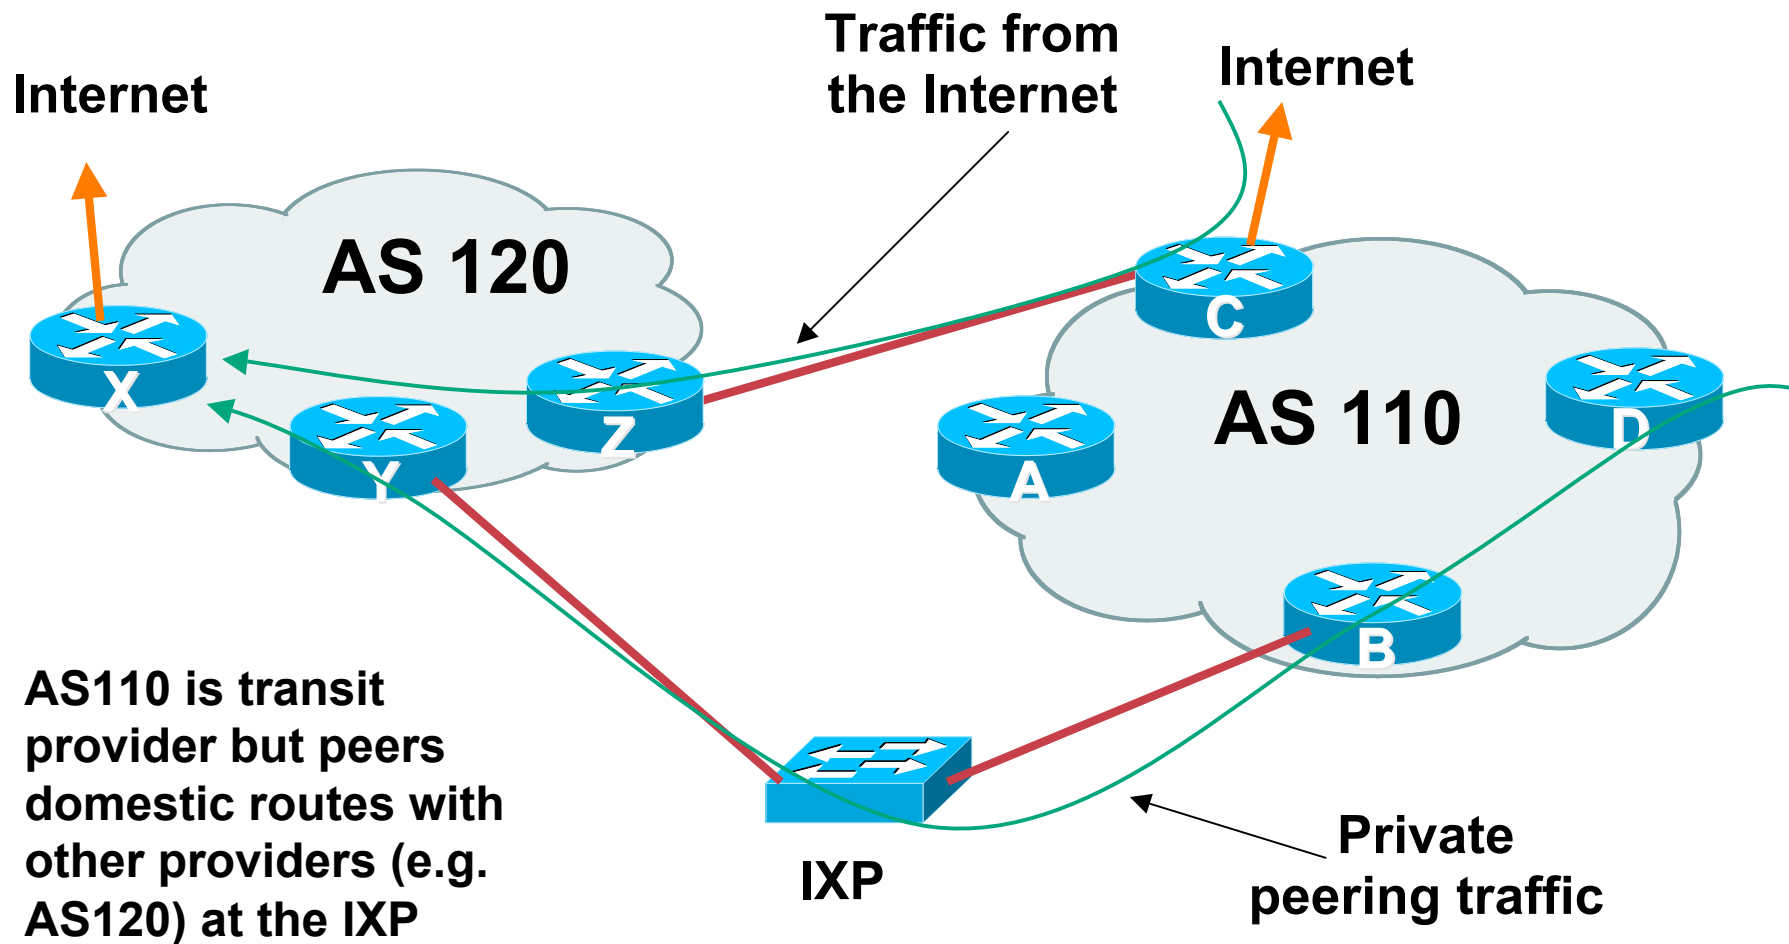 Traffic from
the Internet
Internet
Internet
AS 120
X
Y
Z
C
AS 110
A
D
B
AS110 is transit
provider but peers
domestic routes with
other providers (e.g.
AS120) at the IXP
IXP
Private
peering traffic